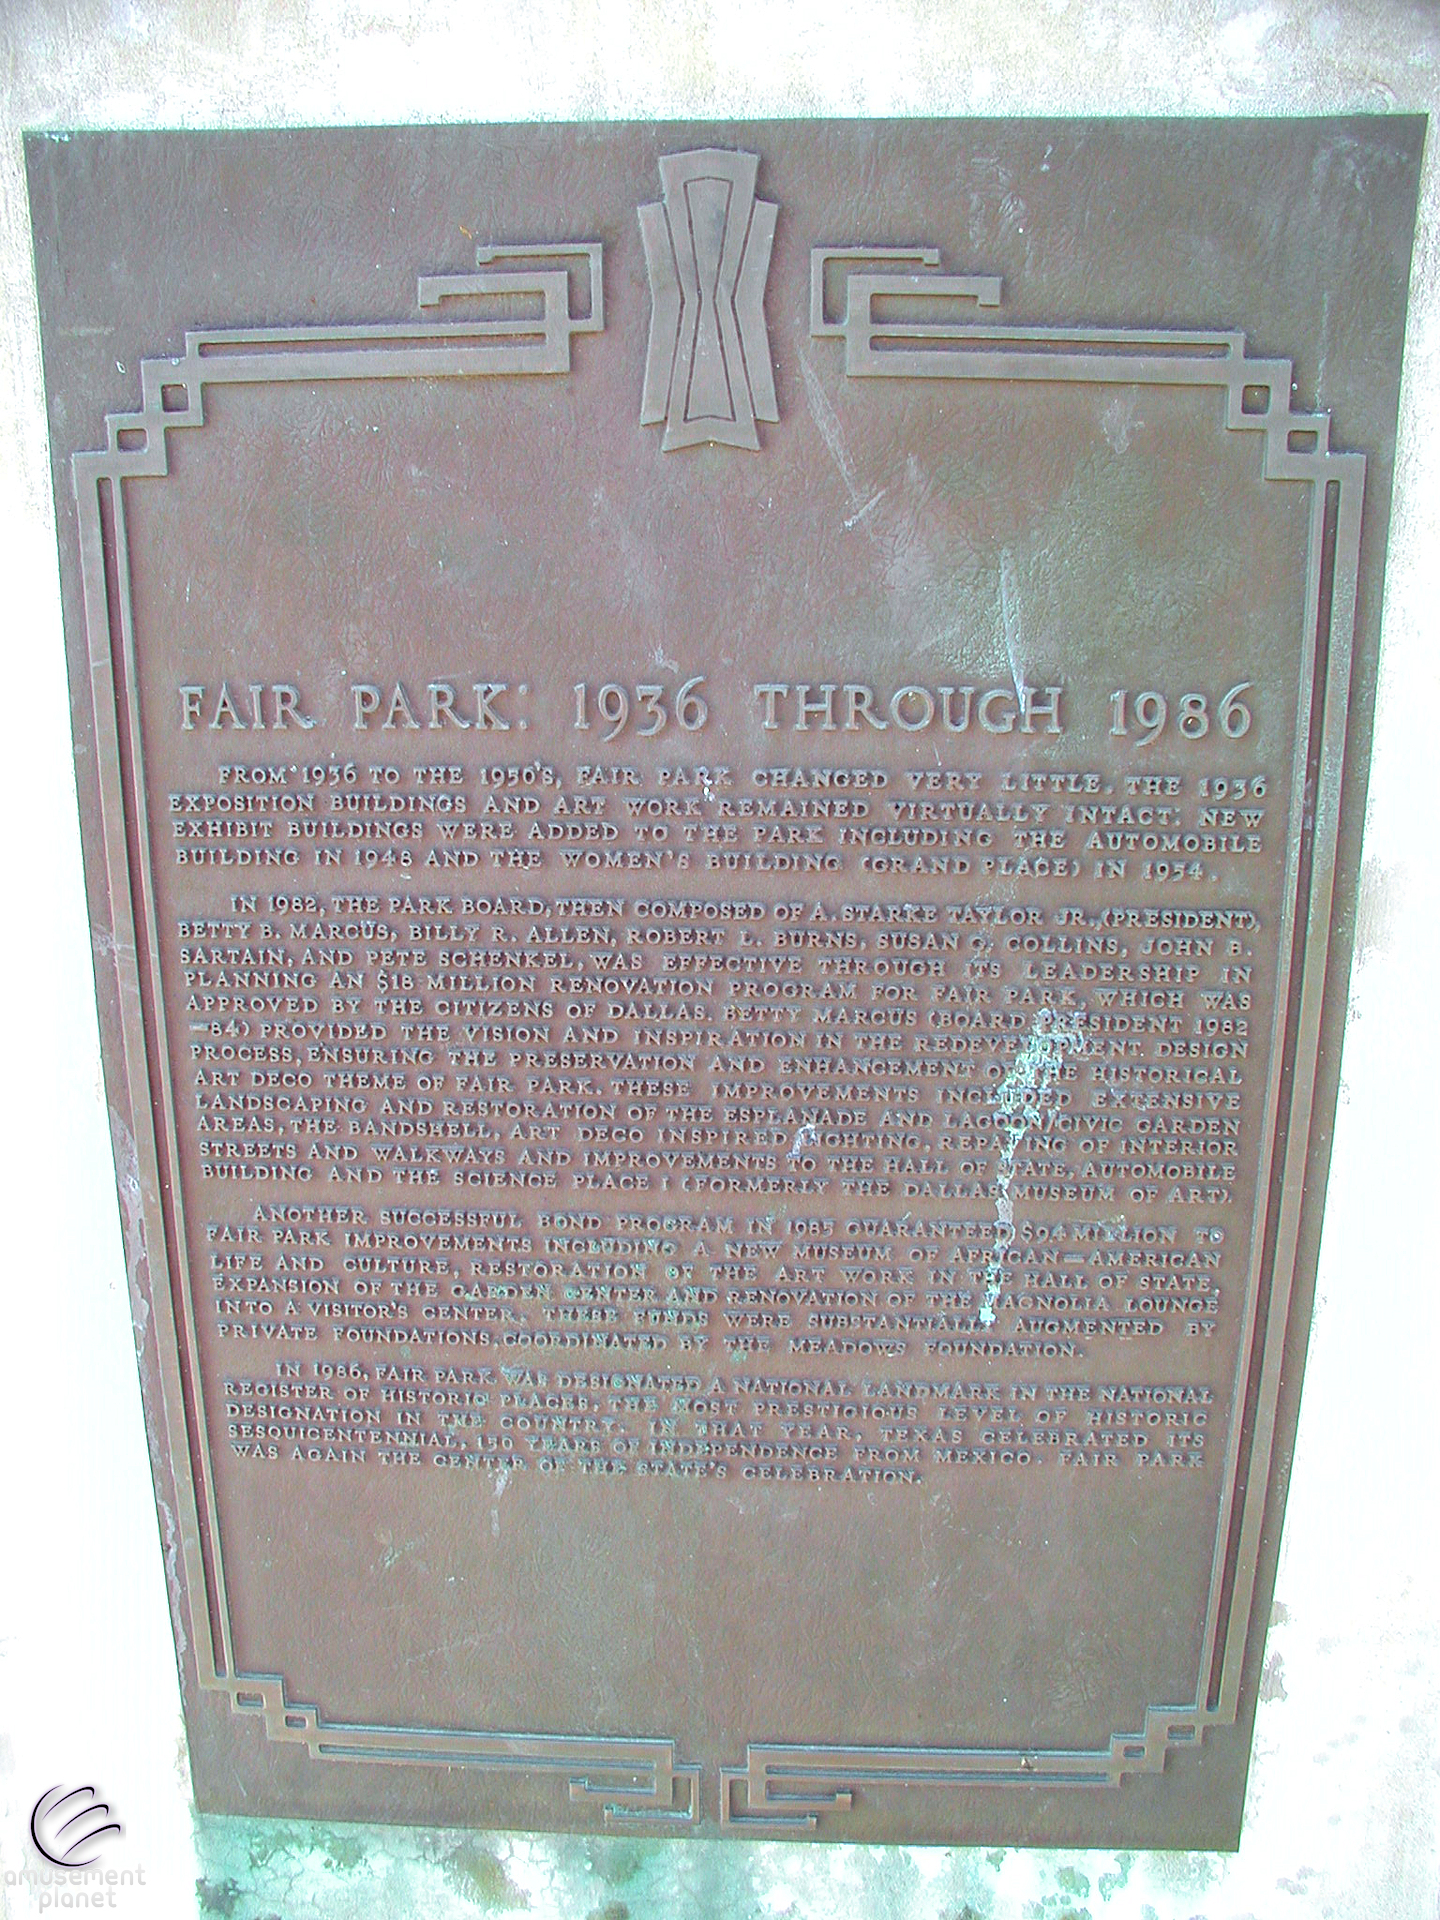 FAIR PARK: 1936 THROUGH 1986
FROM 1936 TO THE 1950'S, FAIR PARK CHANGED VERY LITTLE. THE 1936
EXPOSITION BUILDINGS AND ART WORK REMAINED VIRTUALLY INTACT. NEW
EXHIBIT BUILDINGS WERE ADDED TO THE PARK INCLUDING THE AUTOMOBILE
BUILDING IN 1948 AND THE WOMEN'S BUILDING (GRAND PLACE) IN 1954.
IN 1982, THE PARK BOARD, THEN COMPOSED OF A. STARKE TAYLOR JR., (PRESIDENT),
BETTY B. MARCUS, BILLY R. ALLEN, ROBERT L. BURNS, SUSAN G. COLLINS, JOHN B.
SARTAIN, AND PETE SCHENKEL, WAS EFFECTIVE THROUGH ITS LEADERSHIP IN
PLANNING AN $18 MILLION RENOVATION PROGRAM FOR FAIR PARK, WHICH WAS
APPROVED BY THE CITIZENS OF DALLAS. BETTY MARCUS (BOARD PRESIDENT 1982
-84) PROVIDED THE VISION AND INSPIRATION IN THE REDEVELOPMENT DESIGN
PROCESS, ENSURING THE PRESERVATION AND ENHANCEMENT OF THE HISTORICAL
ART DECO THEME OF FAIR PARK. THESE IMPROVEMENTS INCLUDED EXTENSIVE
LANDSCAPING AND RESTORATION OF THE ESPLANADE AND LAGOON/CIVIC GARDEN
AREAS, THE BANDSHELL, ART DECO INSPIRED LIGHTING, REPAVING OF INTERIOR
STREETS AND WALKWAYS AND IMPROVEMENTS TO THE HALL OF STATE, AUTOMOBILE
BUILDING AND THE SCIENCE PLACE I (FORMERLY THE DALLAS MUSEUM OF ART).
ANOTHER SUCCESSFUL BOND PROGRAM IN 1985 GUARANTEED $9.4 MILLION TO
FAIR PARK IMPROVEMENTS INCLUDING A NEW MUSEUM OF AFRICAN-AMERICAN
LIFE AND CULTURE, RESTORATION OF THE ART WORK IN THE HALL OF STATE,
EXPANSION OF THE GARDEN CENTER AND RENOVATION OF THE MAGNOLIA LOUNGE
INTO A VISITOR'S CENTER. THESE FUNDS WERE SUBSTANTIALLY AUGMENTED BY
PRIVATE FOUNDATIONS, COORDINATED BY THE MEADOWS FOUNDATION.
IN 1986, FAIR PARK WAS DESIGNATED A NATIONAL LANDMARK IN THE NATIONAL
REGISTER OF HISTORIC PLACES, THE MOST PRESTIGIOUS LEVEL OF HISTORIC
DESIGNATION IN THE COUNTRY. IN THAT YEAR, TEXAS CELEBRATED ITS
SESQUICENTENNIAL, 150 YEARS OF INDEPENDENCE FROM MEXICO. FAIR PARK
WAS AGAIN THE CENTER OF THE STATE'S CELEBRATION.
amusement
planet